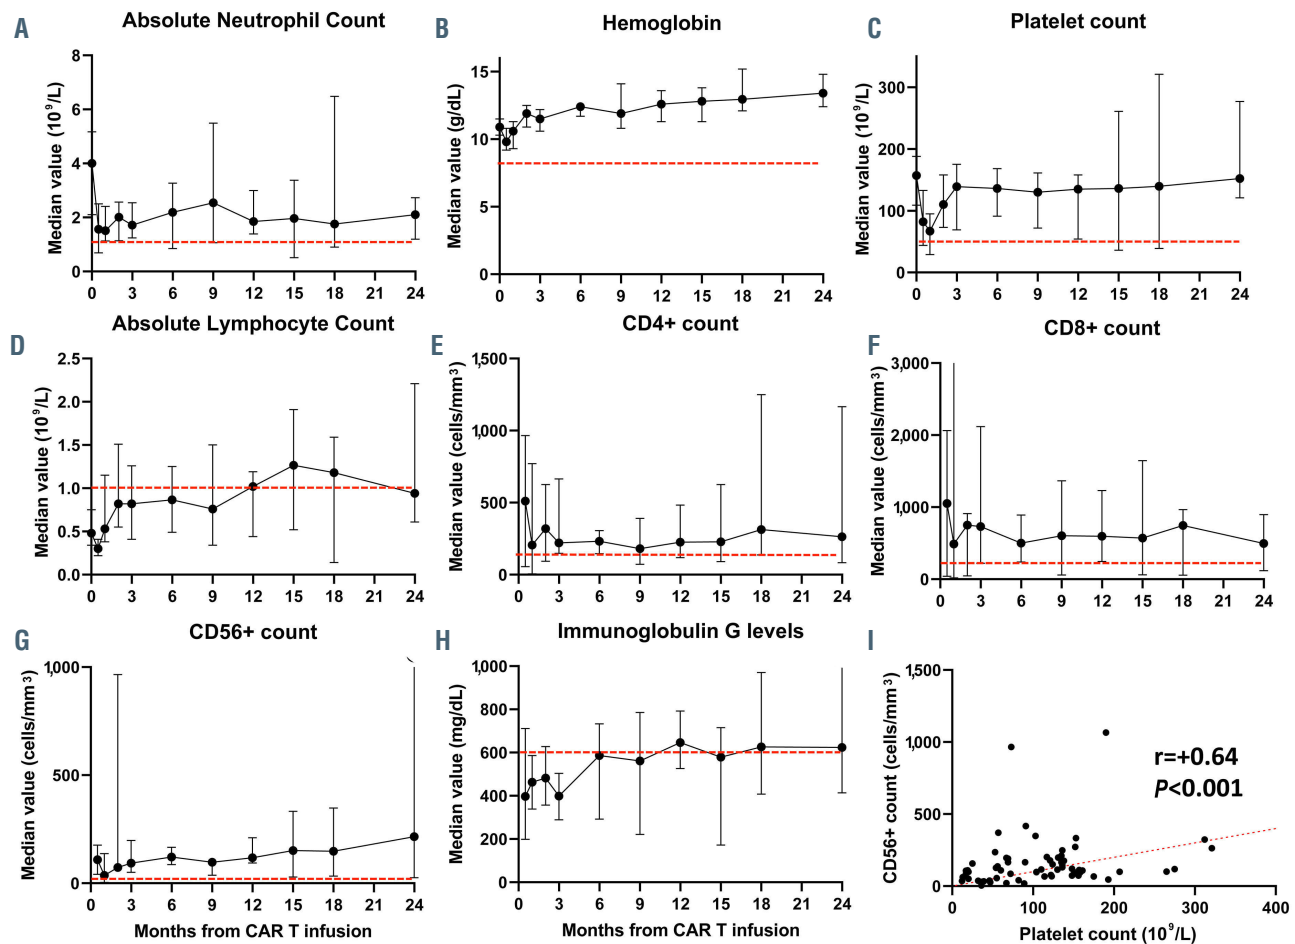 A
Absolute Neutrophil Count
Median value (10⁹/L)
8
6
4
2
0
0 3 6 9 12 15 18 21 24
B
Hemoglobin
Median value (g/dL)
15
10
5
0
0 3 6 9 12 15 18 21 24
C
Platelet count
Median value (10⁹/L)
300
200
100
0
0 3 6 9 12 15 18 21 24
D
Absolute Lymphocyte Count
Median value (10⁹/L)
2.5
2.0
1.5
1.0
0.5
0.0
0 3 6 9 12 15 18 21 24
E
CD4+ count
Median value (cells/mm³)
1,500
1,000
500
0
0 3 6 9 12 15 18 21 24
F
CD8+ count
Median value (cells/mm³)
3,000
2,000
1000
0
0 3 6 9 12 15 18 21 24
G
CD56+ count
Median value (cells/mm³)
1,000
500
0
0 3 6 9 12 15 18 21 24
Months from CAR T infusion
H
Immunoglobulin G levels
Median value (mg/dL)
1,000
800
600
400
200
0
0 3 6 9 12 15 18 21 24
Months from CAR T infusion
I
CD56+ count (cells/mm³)
1,500
1,000
500
0
r=+0.64
P<0.001
0 100 200 300 400
Platelet count (10⁹/L)